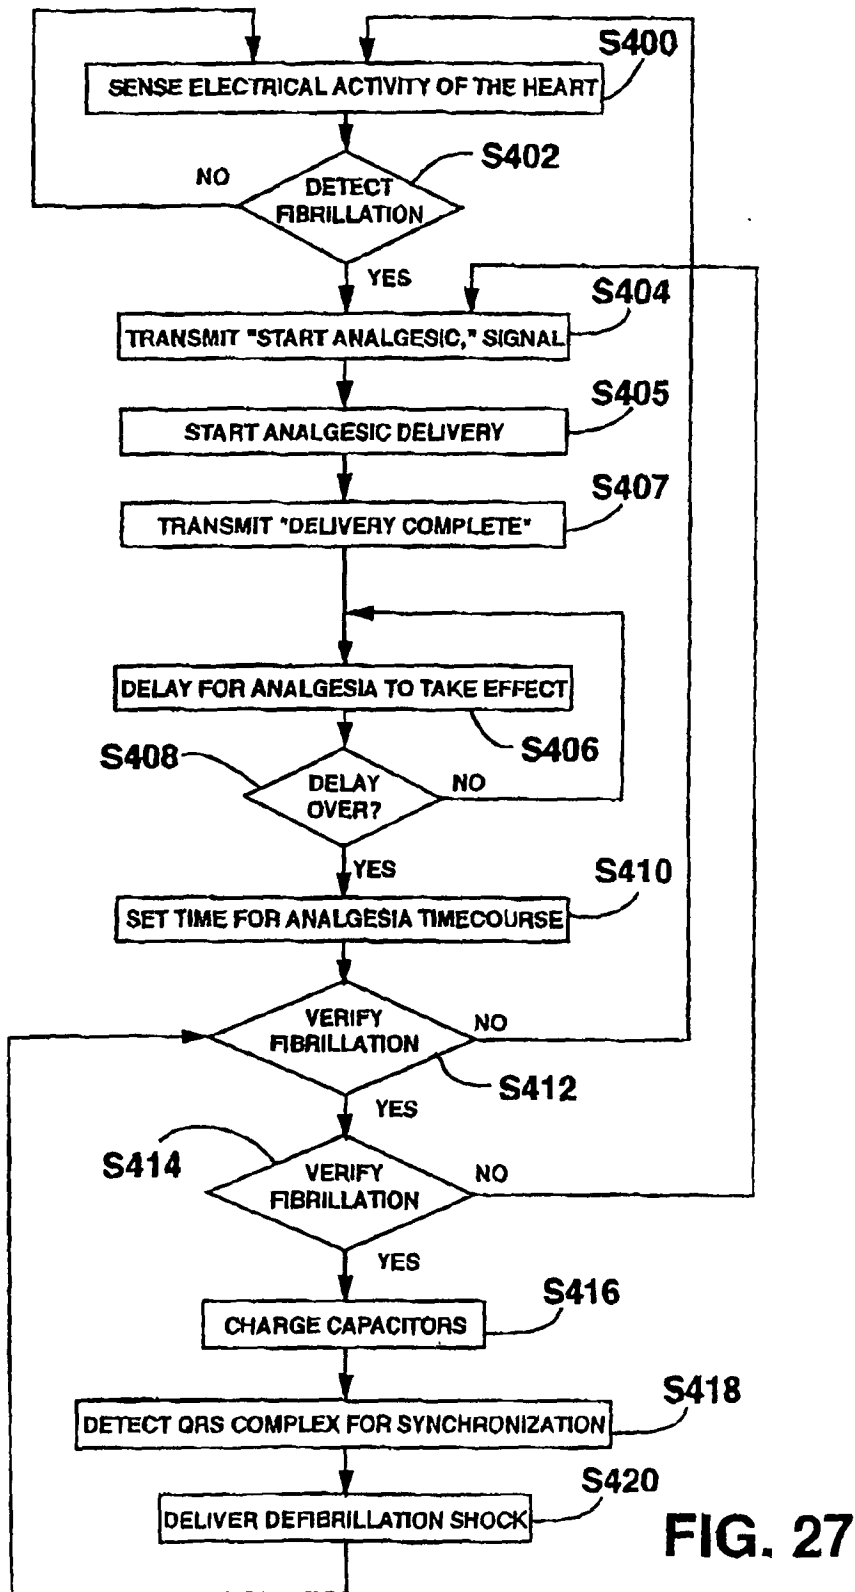 S400
SENSE ELECTRICAL ACTIVITY OF THE HEART
S402
NO
DETECT
FIBRILLATION
YES
S404
TRANSMIT "START ANALGESIC," SIGNAL
S405
START ANALGESIC DELIVERY
S407
TRANSMIT "DELIVERY COMPLETE"
DELAY FOR ANALGESIA TO TAKE EFFECT
S406
S408
DELAY
OVER?
NO
YES
S410
SET TIME FOR ANALGESIA TIMECOURSE
VERIFY
FIBRILLATION
NO
S412
YES
S414
VERIFY
FIBRILLATION
NO
YES
S416
CHARGE CAPACITORS
S418
DETECT QRS COMPLEX FOR SYNCHRONIZATION
S420
DELIVER DEFIBRILLATION SHOCK
FIG. 27